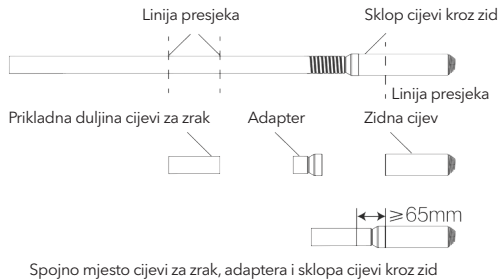 Linija presjeka
Sklop cijevi kroz zid
Linija presjeka
Prikladna duljina cijevi za zrak
Adapter
Zidna cijev
≥65mm
Spojno mjesto cijevi za zrak, adaptera i sklopa cijevi kroz zid